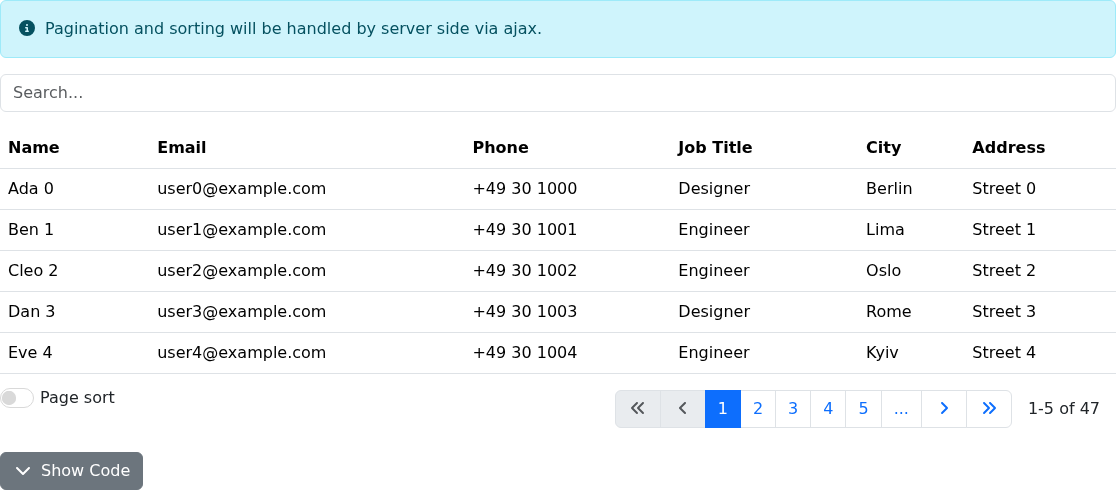 Pagination and sorting will be handled by server side via ajax.
Search...
Name Email Phone Job Title City Address
Ada 0 user0@example.com +49 30 1000 Designer Berlin Street 0
Ben 1 user1@example.com +49 30 1001 Engineer Lima Street 1
Cleo 2 user2@example.com +49 30 1002 Engineer Oslo Street 2
Dan 3 user3@example.com +49 30 1003 Designer Rome Street 3
Eve 4 user4@example.com +49 30 1004 Engineer Kyiv Street 4
Page sort 1 2 3 4 5 ... 1-5 of 47
Show Code